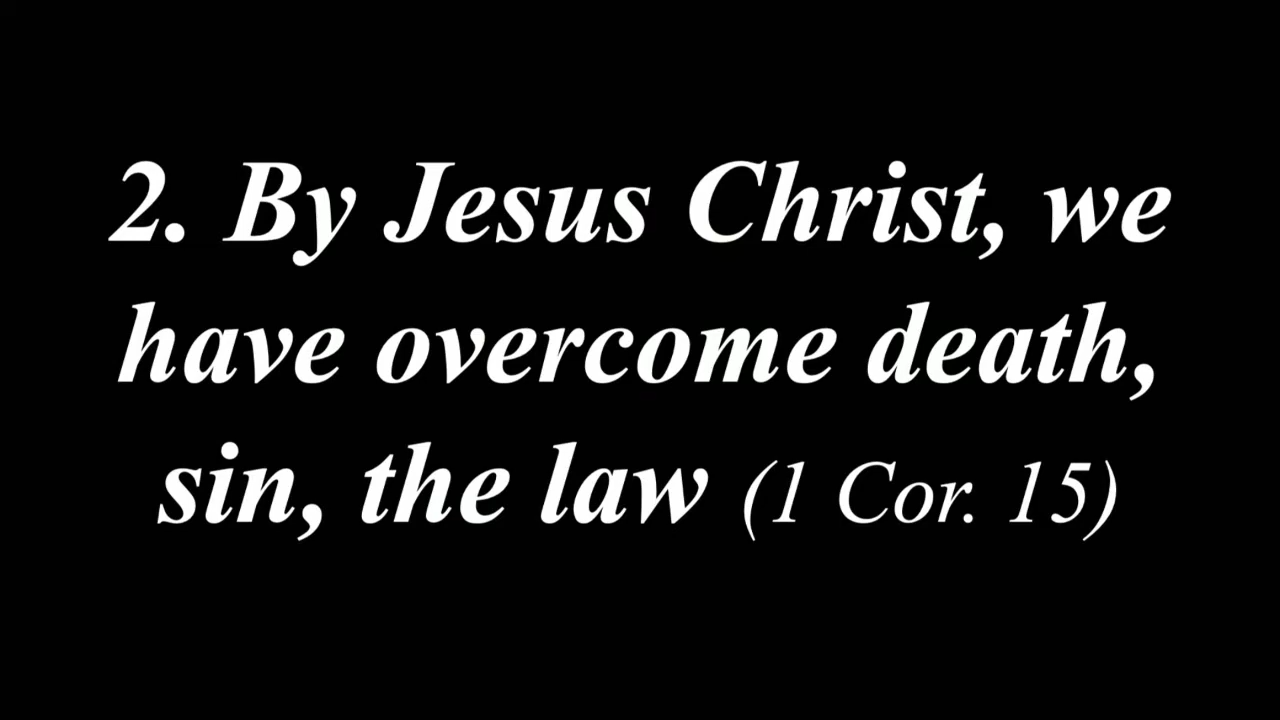 2. By Jesus Christ, we
have overcome death,
sin, the law (1 Cor. 15)